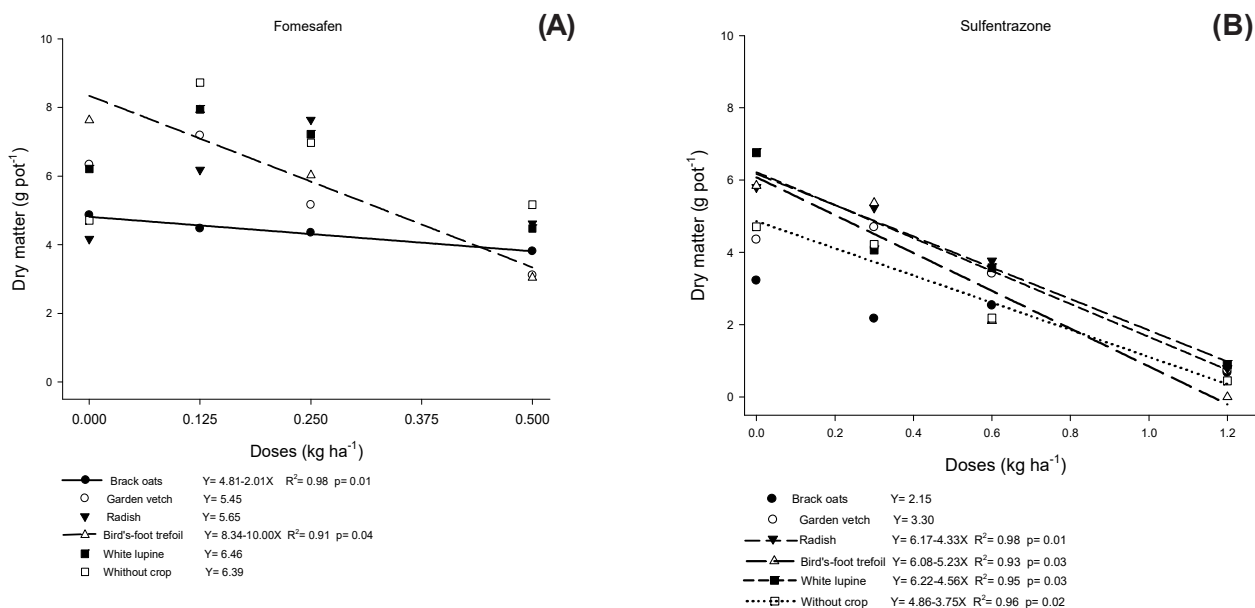 Fomesafen
(A)
10
8
6
4
2
0
Dry matter (g pot⁻¹)
0.000 0.125 0.250 0.375 0.500
Doses (kg ha⁻¹)
Brack oats Y= 4.81-2.01X R²= 0.98 p= 0.01
Garden vetch Y= 5.45
Radish Y= 5.65
Bird's-foot trefoil Y= 8.34-10.00X R²= 0.91 p= 0.04
White lupine Y= 6.46
Whithout crop Y= 6.39
Sulfentrazone
(B)
10
8
6
4
2
0
Dry matter (g pot⁻¹)
0.0 0.2 0.4 0.6 0.8 1.0 1.2
Doses (kg ha⁻¹)
Brack oats Y= 2.15
Garden vetch Y= 3.30
Radish Y= 6.17-4.33X R²= 0.98 p= 0.01
Bird's-foot trefoil Y= 6.08-5.23X R²= 0.93 p= 0.03
White lupine Y= 6.22-4.56X R²= 0.95 p= 0.03
Without crop Y= 4.86-3.75X R²= 0.96 p= 0.02